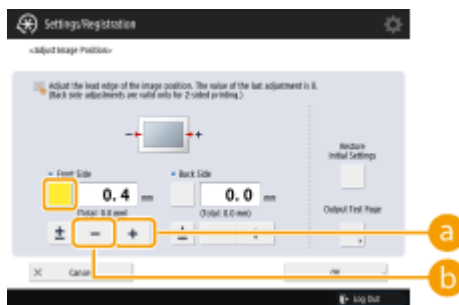 Settings/Registration
<Adjust Image Position>
Adjust the lead edge of the image position. The value of the last adjustment is 0.
(Back side adjustments are valid only for 2-sided printing.)
- +
Restore
Initial Settings
Front Side
Back Side
0.4 mm
0.0 mm
(Total: 0.0 mm)
(Total: 0.0 mm)
Output Test Page
± - +
a
b
× Cancel
OK
Log Out